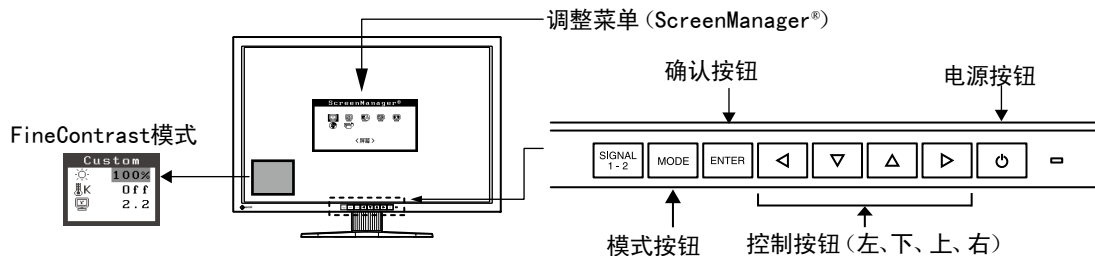 调整菜单（ScreenManager®）
确认按钮
电源按钮
FineContrast模式
Custom
100%
K Off
2.2
ScreenManager®
<屏幕>
SIGNAL
1 - 2
MODE
ENTER
模式按钮
控制按钮（左、下、上、右）